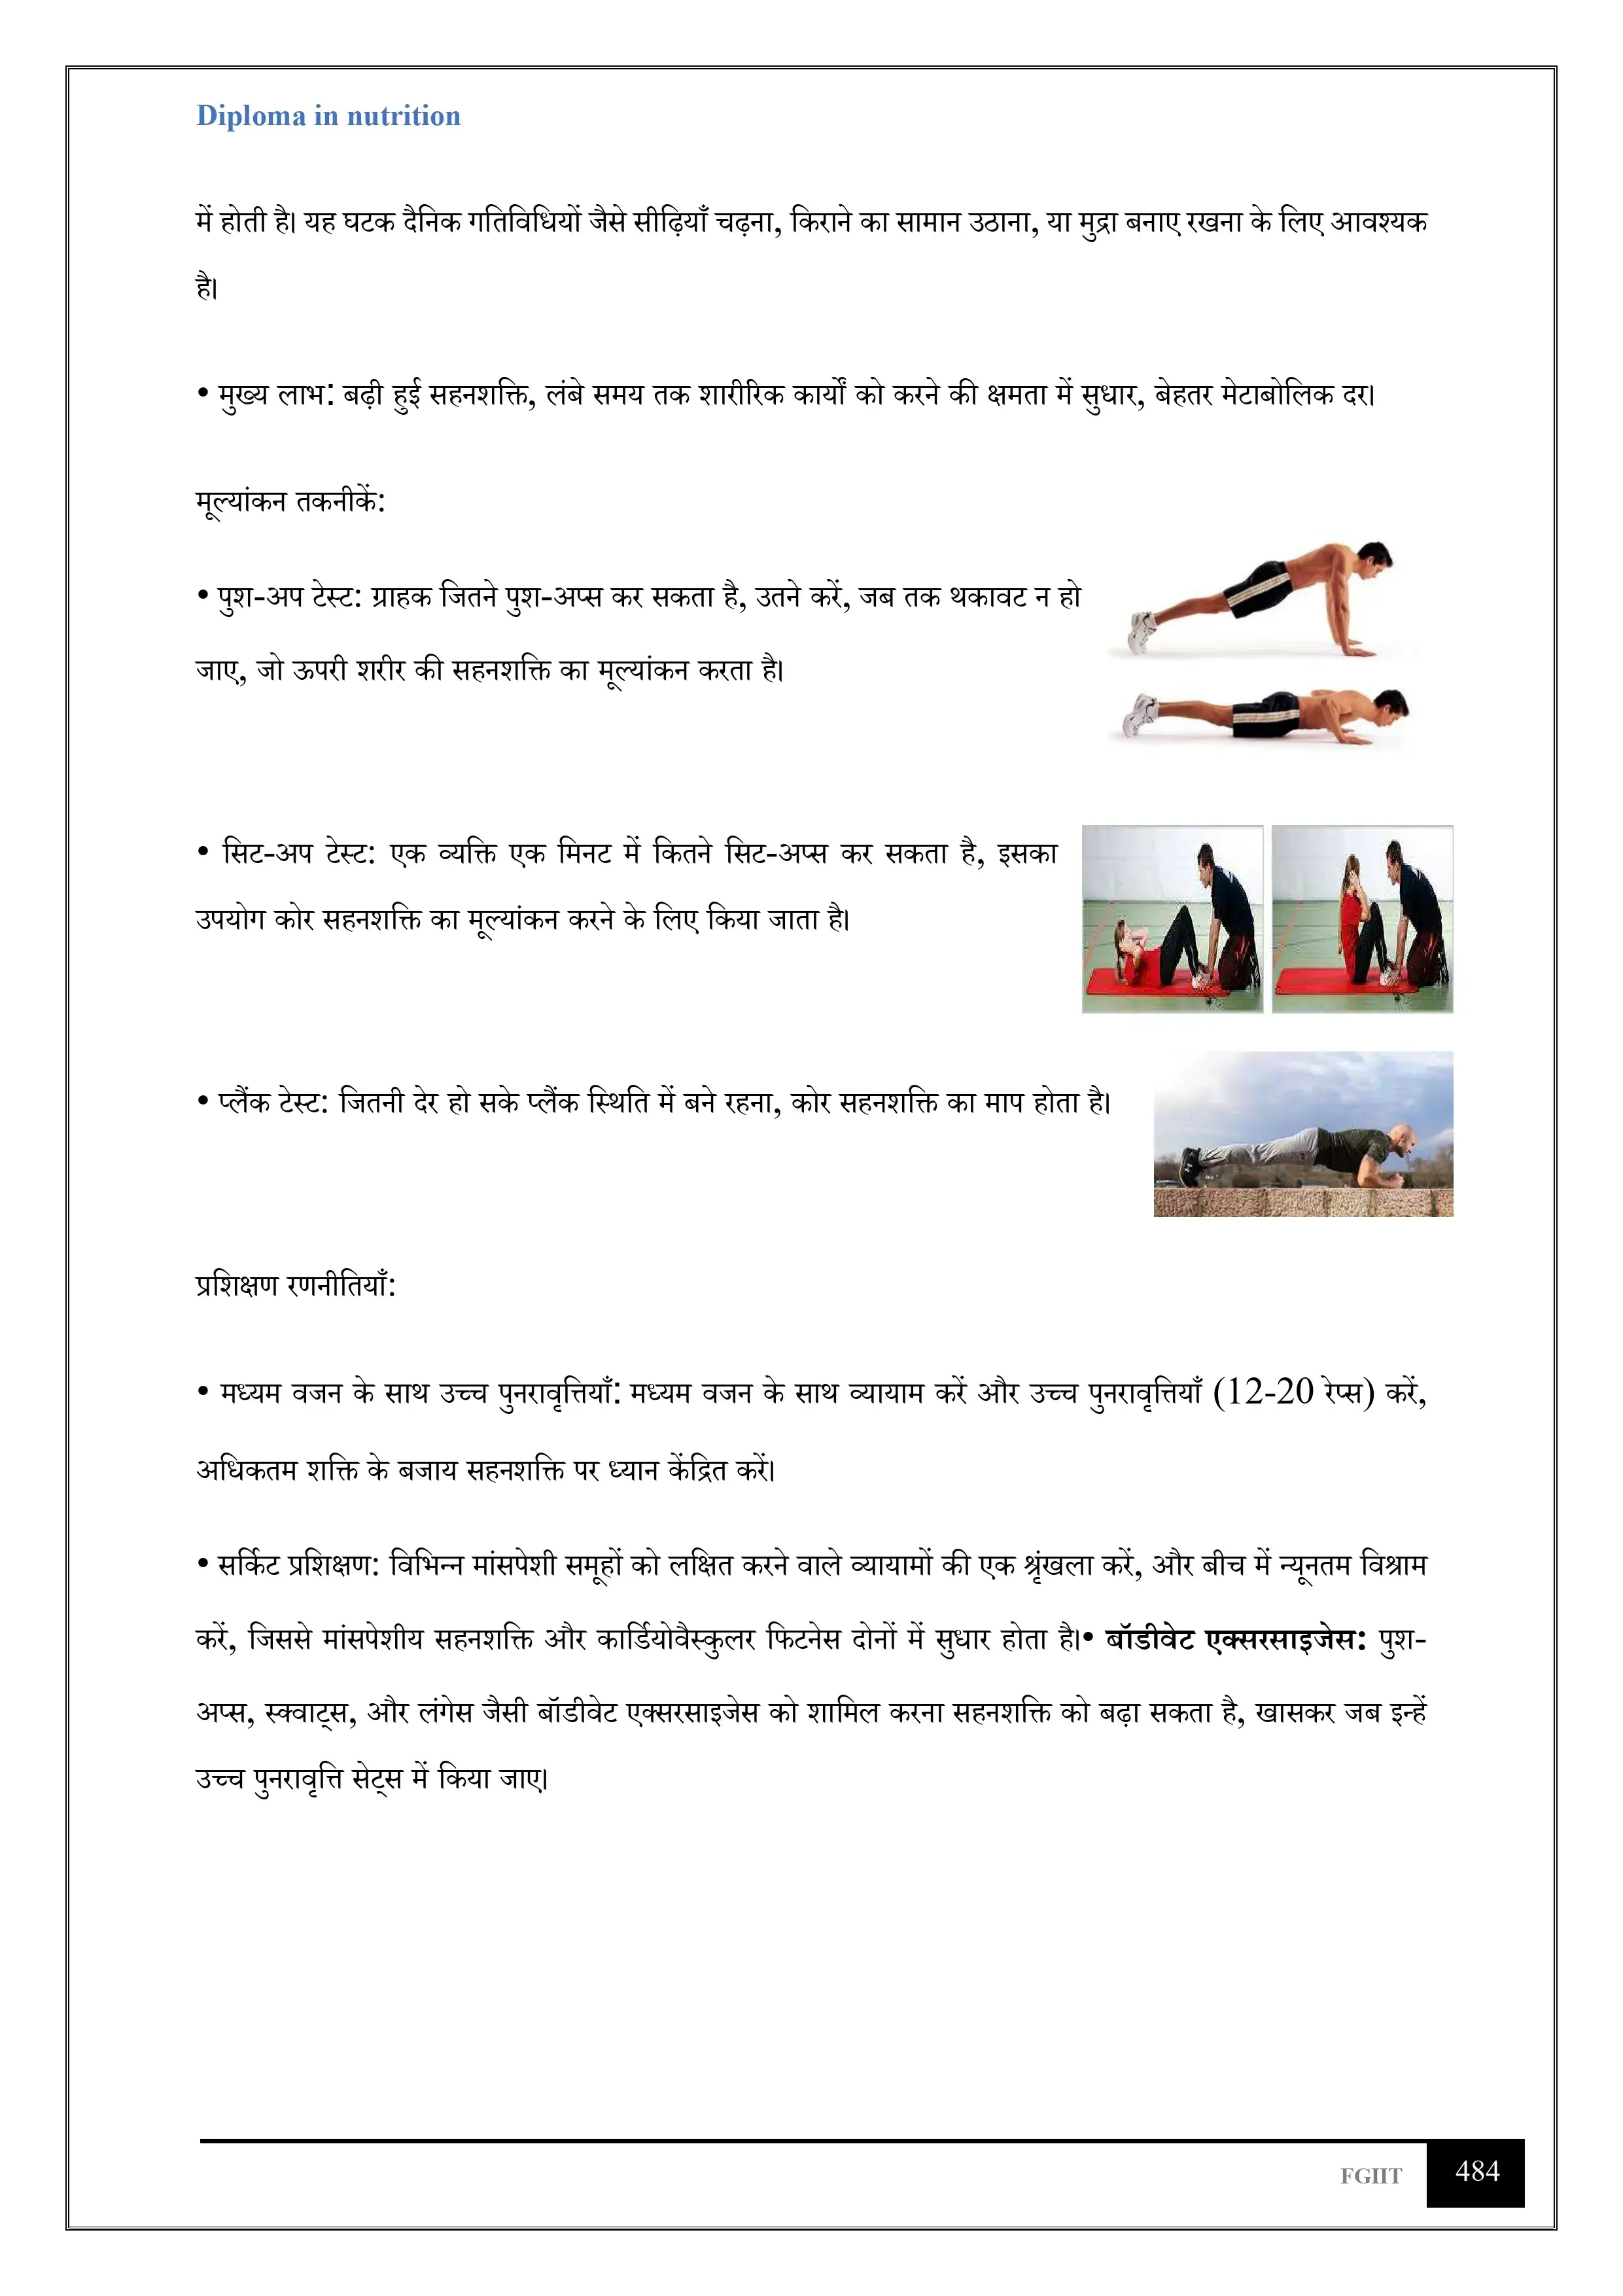 Diploma in nutrition
में होती है। यह घटक दैनिक गतिविधियों जैसे सीढ़ियाँ चढ़ना, किराने का सामान उठाना, या मुद्रा बनाए रखना के लिए आवश्यक
है।
• मुख्य लाभ: बढ़ी हुई सहनशक्ति, लंबे समय तक शारीरिक कार्यों को करने की क्षमता में सुधार, बेहतर मेटाबोलिक दर।
मूल्यांकन तकनीकें:
• पुश-अप टेस्ट: ग्राहक जितने पुश-अप्स कर सकता है, उतने करें, जब तक थकावट न हो
जाए, जो ऊपरी शरीर की सहनशक्ति का मूल्यांकन करता है।
• सिट-अप टेस्ट: एक व्यक्ति एक मिनट में कितने सिट-अप्स कर सकता है, इसका
उपयोग कोर सहनशक्ति का मूल्यांकन करने के लिए किया जाता है।
• प्लैंक टेस्ट: जितनी देर हो सके प्लैंक स्थिति में बने रहना, कोर सहनशक्ति का माप होता है।
प्रशिक्षण रणनीतियाँ:
• मध्यम वजन के साथ उच्च पुनरावृत्तियाँ: मध्यम वजन के साथ व्यायाम करें और उच्च पुनरावृत्तियाँ (12-20 रेप्स) करें,
अधिकतम शक्ति के बजाय सहनशक्ति पर ध्यान केंद्रित करें।
• सर्किट प्रशिक्षण: विभिन्न मांसपेशी समूहों को लक्षित करने वाले व्यायामों की एक श्रृंखला करें, और बीच में न्यूनतम विश्राम
करें, जिससे मांसपेशीय सहनशक्ति और कार्डियोवैस्कुलर फिटनेस दोनों में सुधार होता है।• बॉडीवेट एक्सरसाइजेस: पुश-
अप्स, स्क्वाट्स, और लंगेस जैसी बॉडीवेट एक्सरसाइजेस को शामिल करना सहनशक्ति को बढ़ा सकता है, खासकर जब इन्हें
उच्च पुनरावृत्ति सेट्स में किया जाए।
FGIIT 484